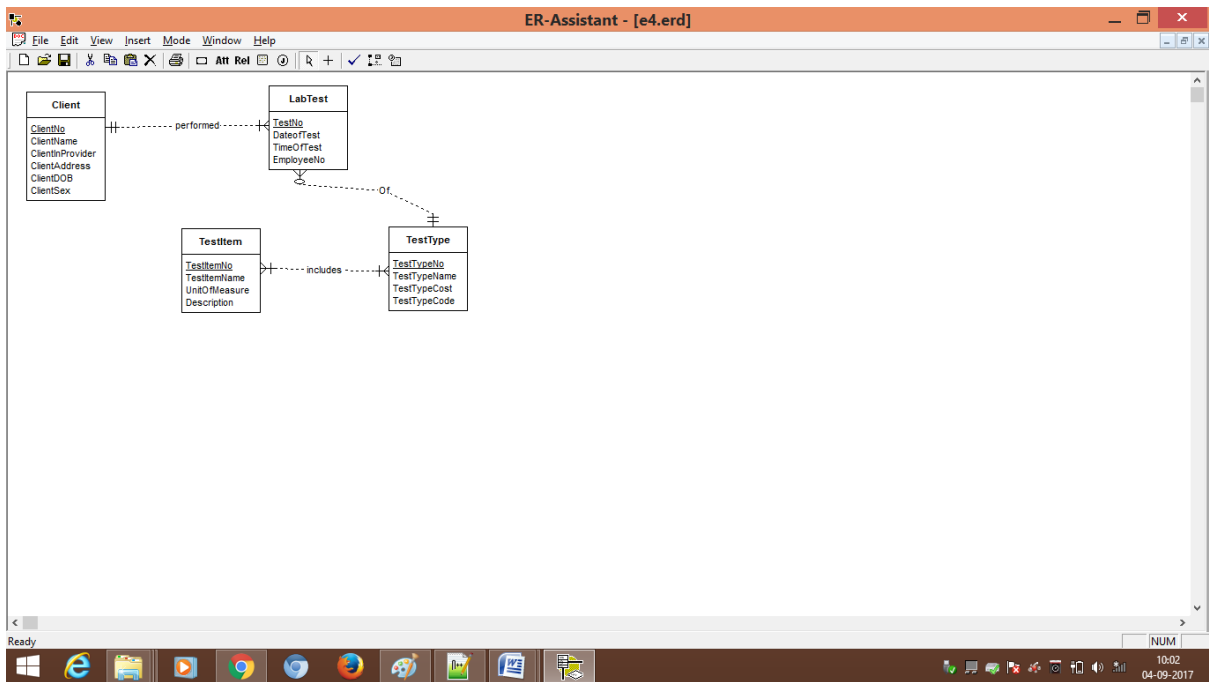 ER-Assistant - [e4.erd]
File Edit View Insert Mode Window Help
Att Rel
Client
ClientNo
ClientName
ClientInProvider
ClientAddress
ClientDOB
ClientSex
performed
LabTest
TestNo
DateofTest
TimeOfTest
EmployeeNo
Of
TestItem
TestItemNo
TestItemName
UnitOfMeasure
Description
includes
TestType
TestTypeNo
TestTypeName
TestTypeCost
TestTypeCode
Ready
NUM
10:02
04-09-2017